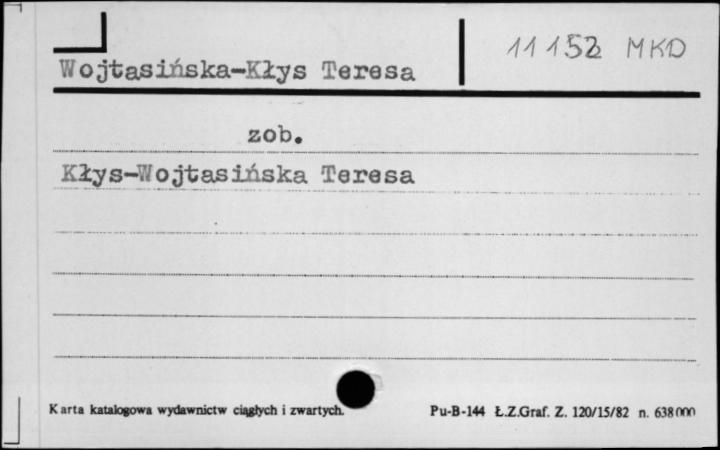 11152 MKD
Wojtasińska-Kłys Teresa
zob.
Kłys-Wojtasińska Teresa
Karta katalogowa wydawnictw ciągłych i zwartych. Pu-B-144 Ł.Z.Graf. Z. 120/15/82 n. 638000